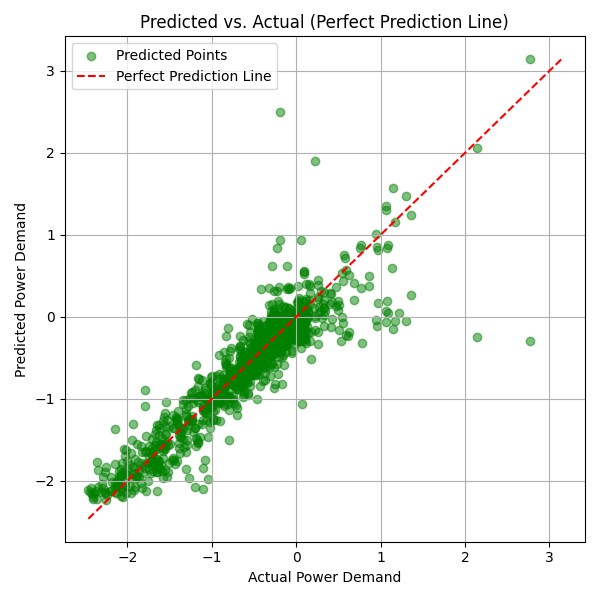 Predicted vs. Actual (Perfect Prediction Line)
Predicted Points
Perfect Prediction Line
3
2
1
0
−1
−2
Predicted Power Demand
−2 −1 0 1 2 3
Actual Power Demand